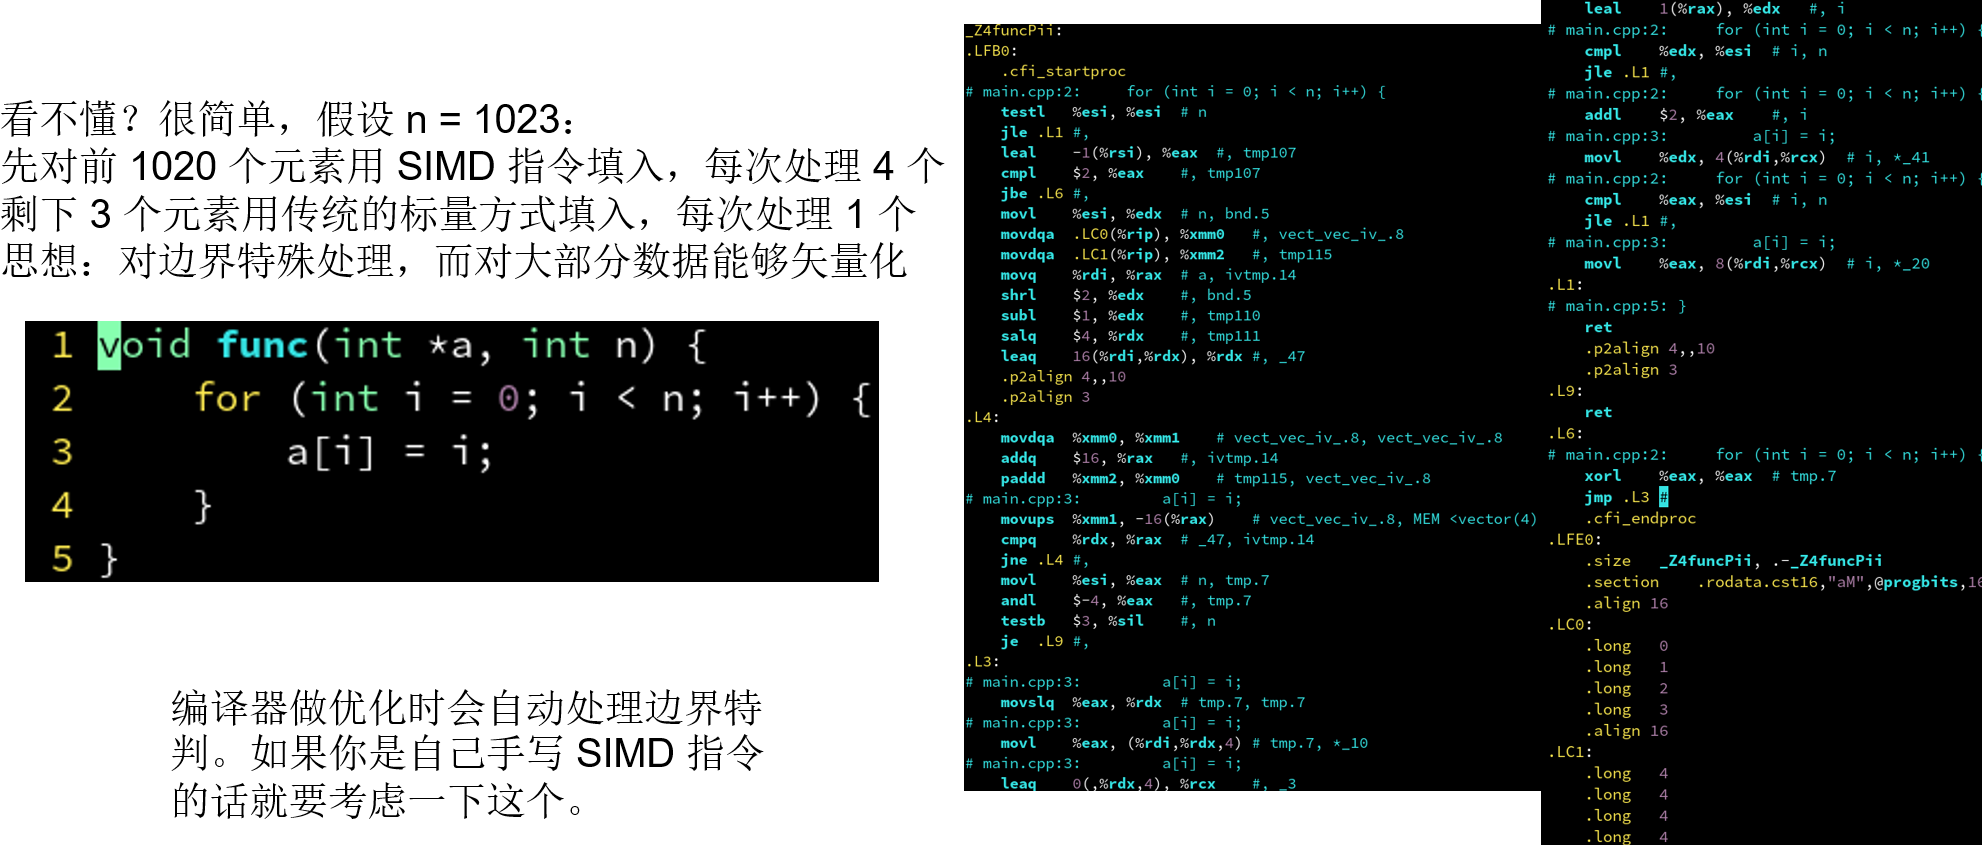 看不懂？很简单，假设 n = 1023：
先对前 1020 个元素用 SIMD 指令填入，每次处理 4 个
剩下 3 个元素用传统的标量方式填入，每次处理 1 个
思想：对边界特殊处理，而对大部分数据能够矢量化
1 void func(int *a, int n) {
2     for (int i = 0; i < n; i++) {
3         a[i] = i;
4     }
5 }
编译器做优化时会自动处理边界特
判。如果你是自己手写 SIMD 指令
的话就要考虑一下这个。
_Z4funcPii:
.LFB0:
    .cfi_startproc
# main.cpp:2:     for (int i = 0; i < n; i++) {
    testl   %esi, %esi  # n
    jle .L1 #,
    leal    -1(%rsi), %eax  #, tmp107
    cmpl    $2, %eax    #, tmp107
    jbe .L6 #,
    movl    %esi, %edx  # n, bnd.5
    movdqa  .LC0(%rip), %xmm0   #, vect_vec_iv_.8
    movdqa  .LC1(%rip), %xmm2   #, tmp115
    movq    %rdi, %rax  # a, ivtmp.14
    shrl    $2, %edx    #, bnd.5
    subl    $1, %edx    #, tmp110
    salq    $4, %rdx    #, tmp111
    leaq    16(%rdi,%rdx), %rdx #, _47
    .p2align 4,,10
    .p2align 3
.L4:
    movdqa  %xmm0, %xmm1    # vect_vec_iv_.8, vect_vec_iv_.8
    addq    $16, %rax   #, ivtmp.14
    paddd   %xmm2, %xmm0    # tmp115, vect_vec_iv_.8
# main.cpp:3:         a[i] = i;
    movups  %xmm1, -16(%rax)    # vect_vec_iv_.8, MEM <vector(4)
    cmpq    %rdx, %rax  # _47, ivtmp.14
    jne .L4 #,
    movl    %esi, %eax  # n, tmp.7
    andl    $-4, %eax   #, tmp.7
    testb   $3, %sil    #, n
    je  .L9 #,
.L3:
# main.cpp:3:         a[i] = i;
    movslq  %eax, %rdx  # tmp.7, tmp.7
# main.cpp:3:         a[i] = i;
    movl    %eax, (%rdi,%rdx,4) # tmp.7, *_10
# main.cpp:3:         a[i] = i;
    leaq    0(,%rdx,4), %rcx    #, _3
    leal    1(%rax), %edx   #, i
# main.cpp:2:     for (int i = 0; i < n; i++) {
    cmpl    %edx, %esi  # i, n
    jle .L1 #,
# main.cpp:2:     for (int i = 0; i < n; i++) {
    addl    $2, %eax    #, i
# main.cpp:3:         a[i] = i;
    movl    %edx, 4(%rdi,%rcx)  # i, *_41
# main.cpp:2:     for (int i = 0; i < n; i++) {
    cmpl    %eax, %esi  # i, n
    jle .L1 #,
# main.cpp:3:         a[i] = i;
    movl    %eax, 8(%rdi,%rcx)  # i, *_20
.L1:
# main.cpp:5: }
    ret
    .p2align 4,,10
    .p2align 3
.L9:
    ret
.L6:
# main.cpp:2:     for (int i = 0; i < n; i++) {
    xorl    %eax, %eax  # tmp.7
    jmp .L3 #
    .cfi_endproc
.LFE0:
    .size   _Z4funcPii, .-_Z4funcPii
    .section    .rodata.cst16,"aM",@progbits,16
    .align 16
.LC0:
    .long   0
    .long   1
    .long   2
    .long   3
    .align 16
.LC1:
    .long   4
    .long   4
    .long   4
    .long   4